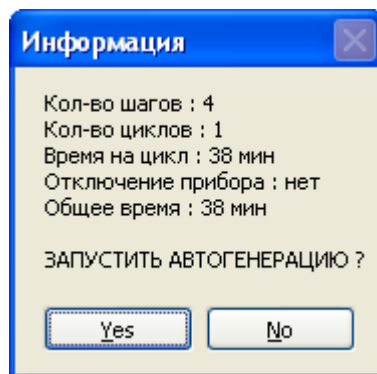 Информация
Кол-во шагов : 4
Кол-во циклов : 1
Время на цикл : 38 мин
Отключение прибора : нет
Общее время : 38 мин
ЗАПУСТИТЬ АВТОГЕНЕРАЦИЮ ?
Yes No